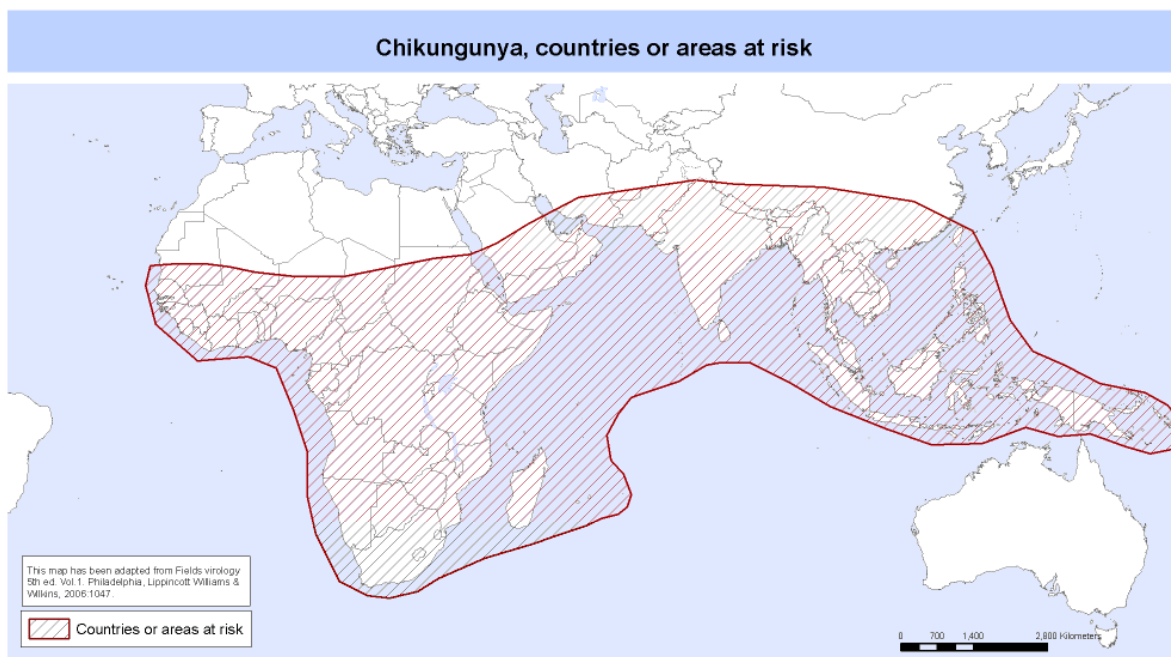 Chikungunya, countries or areas at risk
This map has been adapted from Fields virology
5th ed. Vol.1. Philadelphia, Lippincott Williams &
Wilkins, 2006:1047.
Countries or areas at risk
0 700 1,400 2,800 Kilometers